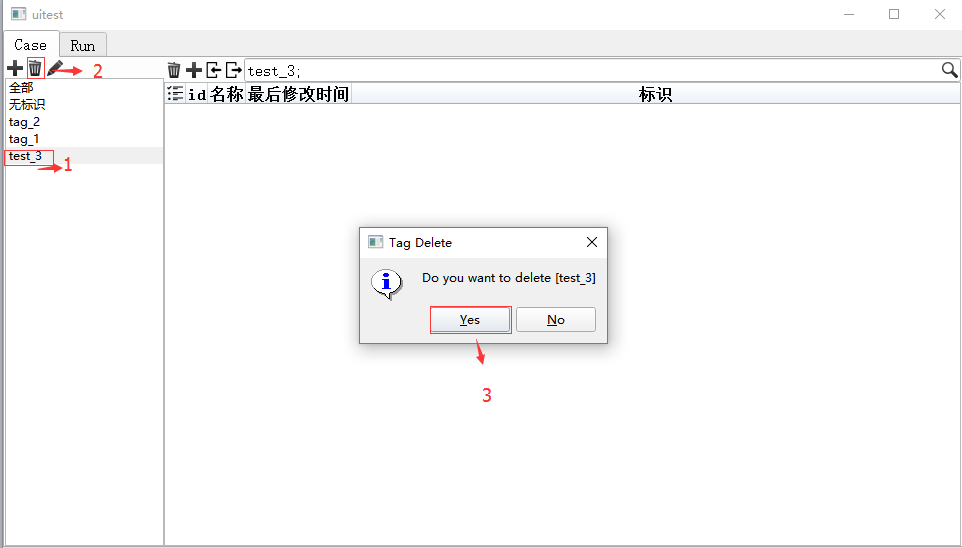 uitest
Case
Run
2
test_3;
全部
无标识
tag_2
tag_1
test_3
1
id 名称 最后修改时间 标识
Tag Delete
Do you want to delete [test_3]
Yes
No
3